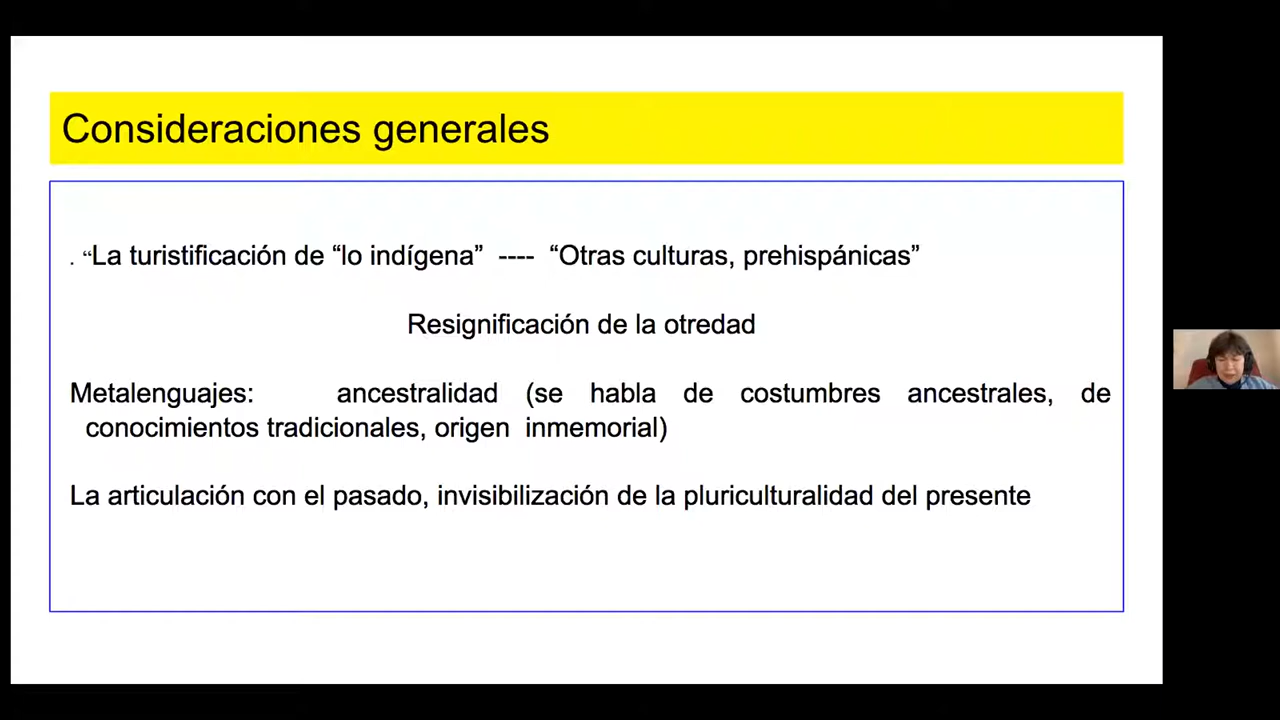 Consideraciones generales
. “La turistificación de “lo indígena” ---- “Otras culturas, prehispánicas”
Resignificación de la otredad
Metalenguajes: ancestralidad (se habla de costumbres ancestrales, de
conocimientos tradicionales, origen inmemorial)
La articulación con el pasado, invisibilización de la pluriculturalidad del presente